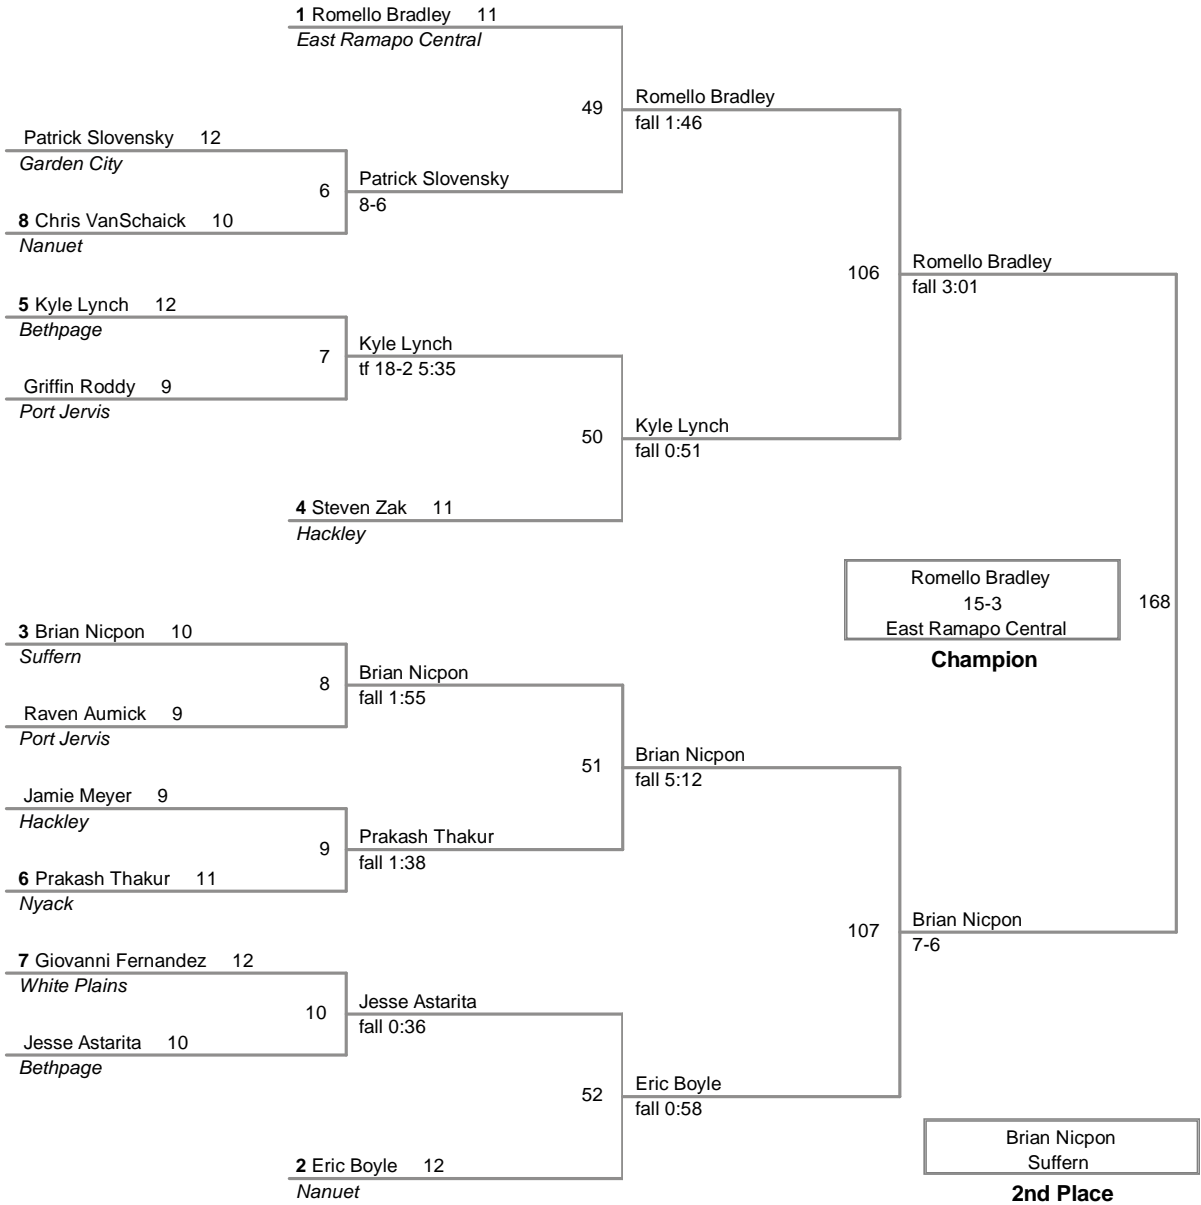 1 Romello Bradley 11
East Ramapo Central
49
Romello Bradley
fall 1:46
Patrick Slovensky 12
Garden City
6
Patrick Slovensky
8-6
8 Chris VanSchaick 10
Nanuet
106
Romello Bradley
fall 3:01
5 Kyle Lynch 12
Bethpage
7
Kyle Lynch
tf 18-2 5:35
Griffin Roddy 9
Port Jervis
50
Kyle Lynch
fall 0:51
4 Steven Zak 11
Hackley
Romello Bradley
15-3
East Ramapo Central
Champion
168
3 Brian Nicpon 10
Suffern
8
Brian Nicpon
fall 1:55
Raven Aumick 9
Port Jervis
51
Brian Nicpon
fall 5:12
Jamie Meyer 9
Hackley
9
Prakash Thakur
fall 1:38
6 Prakash Thakur 11
Nyack
107
Brian Nicpon
7-6
7 Giovanni Fernandez 12
White Plains
10
Jesse Astarita
fall 0:36
Jesse Astarita 10
Bethpage
52
Eric Boyle
fall 0:58
2 Eric Boyle 12
Nanuet
Brian Nicpon
Suffern
2nd Place